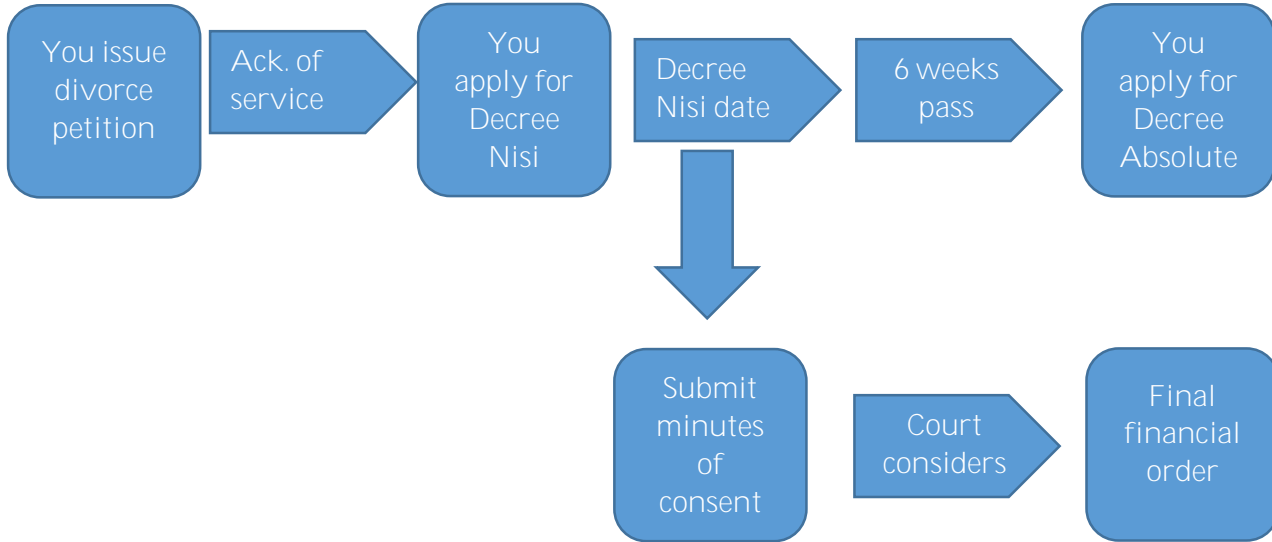 You issue
divorce
petition
Ack. of
service
You
apply for
Decree
Nisi
Decree
Nisi date
6 weeks
pass
You
apply for
Decree
Absolute
Submit
minutes
of
consent
Court
considers
Final
financial
order